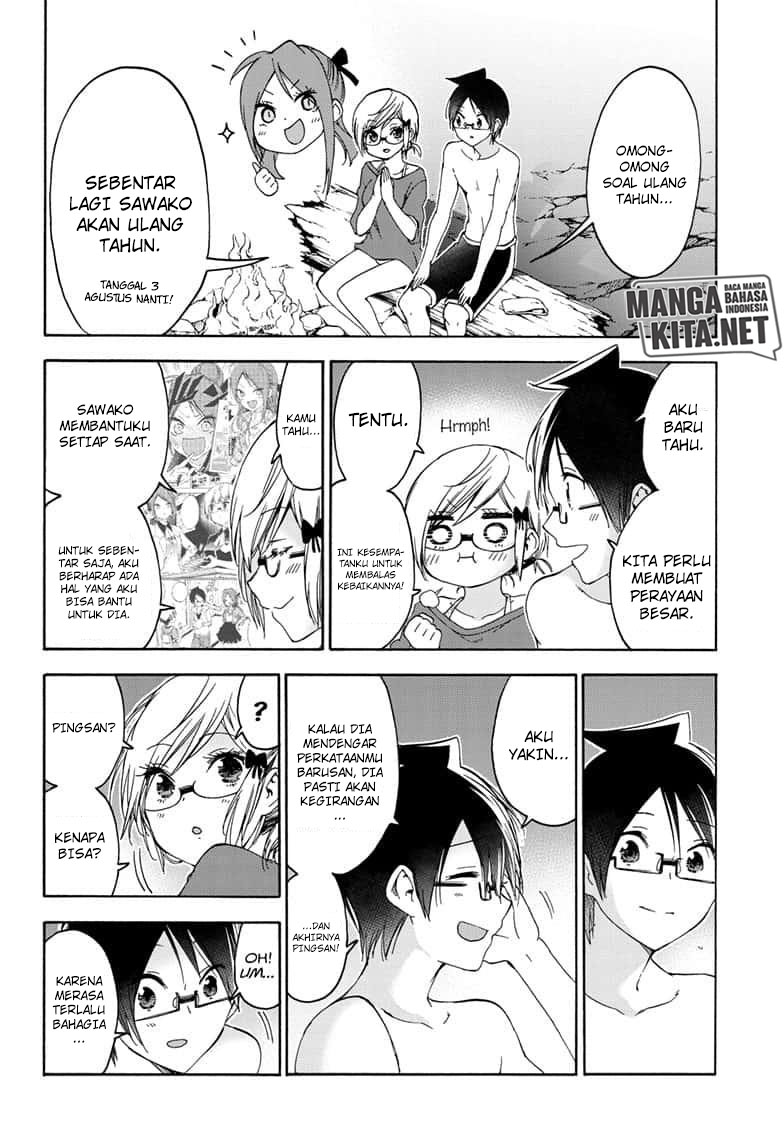 OMONG-
OMONG
SOAL ULANG
TAHUN...
SEBENTAR
LAGI SAWAKO
AKAN ULANG
TAHUN.
TANGGAL 3
AGUSTUS NANTI!
MANGA
-KITA.NET
BACA MANGA
BAHASA
INDONESIA
AKU
BARU
TAHU.
KITA PERLU
MEMBUAT
PERAYAAN
BESAR.
TENTU.
Hrmph!
INI KESEMPA-
TANKU UNTUK
MEMBALAS
KEBAIKANNYA!
KAMU
TAHU...
SAWAKO
MEMBANTUKU
SETIAP SAAT.
UNTUK SEBEN-
TAR SAJA, AKU
BERHARAP ADA
HAL YANG AKU
BISA BANTU
UNTUK DIA.
AKU
YAKIN...
KALAU DIA
MENDENGAR
PERKATAANMU
BARUSAN, DIA
PASTI AKAN
KEGIRANGAN
...
...DAN
AKHIRNYA
PINGSAN!
?
PINGSAN?
KENAPA
BISA?
OH!
UM...
KARENA
MERASA
TERLALU
BAHAGIA
...